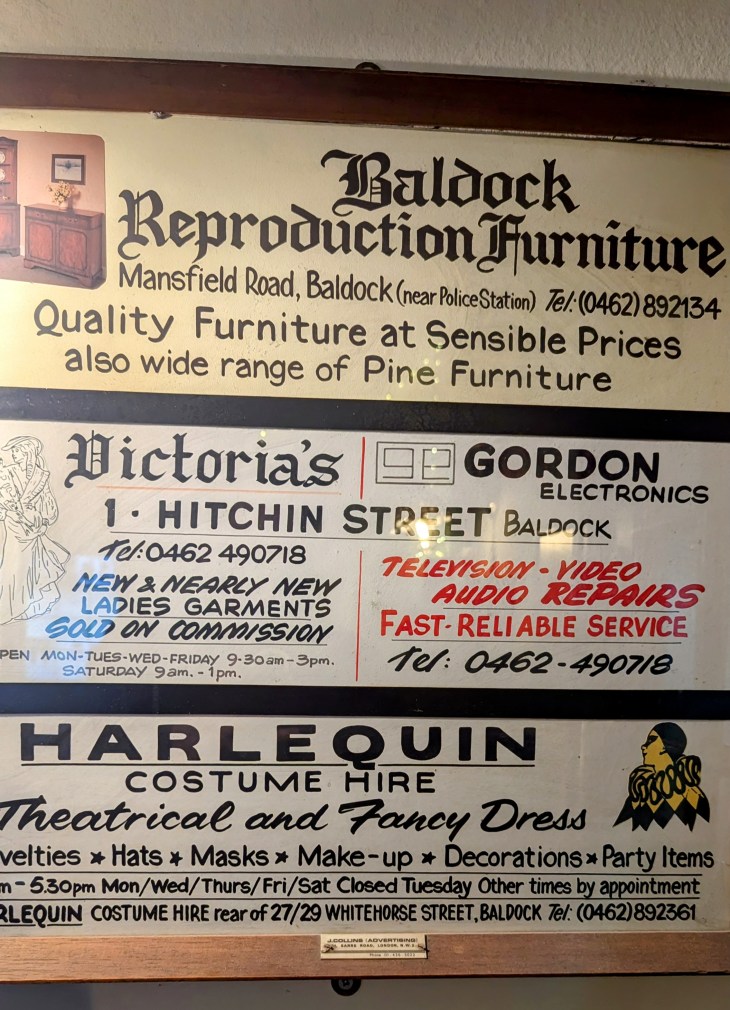 Baldock
Reproduction Furniture
Mansfield Road, Baldock (near Police Station) Tel: (0462) 892134
Quality Furniture at Sensible Prices
also wide range of Pine Furniture
Victoria's
GORDON
ELECTRONICS
1 · HITCHIN STREET BALDOCK
Tel: 0462 490718
NEW & NEARLY NEW
LADIES GARMENTS
SOLD ON COMMISSION
PEN MON-TUES-WED-FRIDAY 9-30am-3pm.
SATURDAY 9am.-1pm.
TELEVISION - VIDEO
AUDIO REPAIRS
FAST-RELIABLE SERVICE
Tel: 0462-490718
HARLEQUIN
COSTUME HIRE
Theatrical and Fancy Dress
velties * Hats * Masks * Make-up * Decorations * Party Items
m - 5.30pm Mon/Wed/Thurs/Fri/Sat Closed Tuesday Other times by appointment
RLEQUIN COSTUME HIRE rear of 27/29 WHITEHORSE STREET, BALDOCK Tel: (0462) 892361
J. COLLINS (ADVERTISING)
ROAD, LONDON, N.W.